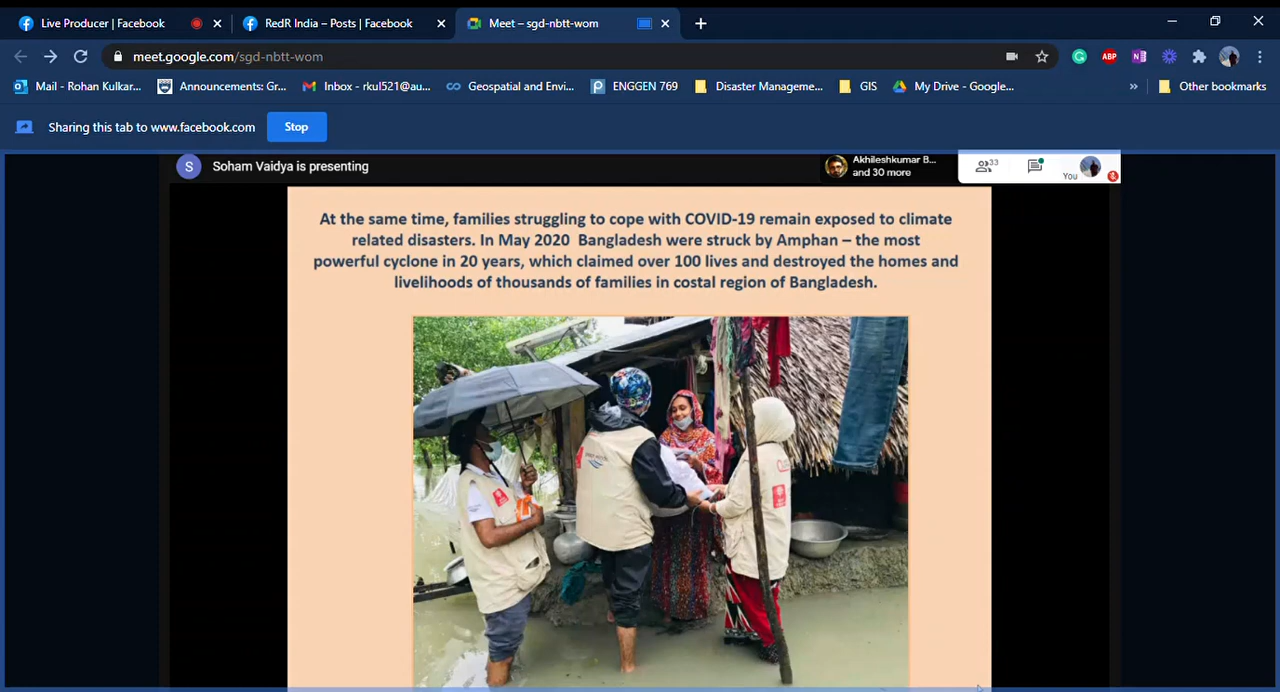 Live Producer | Facebook
RedR India – Posts | Facebook
Meet – sgd-nbtt-wom
meet.google.com/sgd-nbtt-wom
ABP
Mail - Rohan Kulkar...
Announcements: Gr...
Inbox - rkul521@au...
Geospatial and Envi...
ENGGEN 769
Disaster Manageme...
GIS
My Drive - Google...
»
Other bookmarks
Sharing this tab to www.facebook.com
Stop
S
Soham Vaidya is presenting
Akhileshkumar B...
and 30 more
33
You
At the same time, families struggling to cope with COVID-19 remain exposed to climate
related disasters. In May 2020 Bangladesh were struck by Amphan – the most
powerful cyclone in 20 years, which claimed over 100 lives and destroyed the homes and
livelihoods of thousands of families in costal region of Bangladesh.